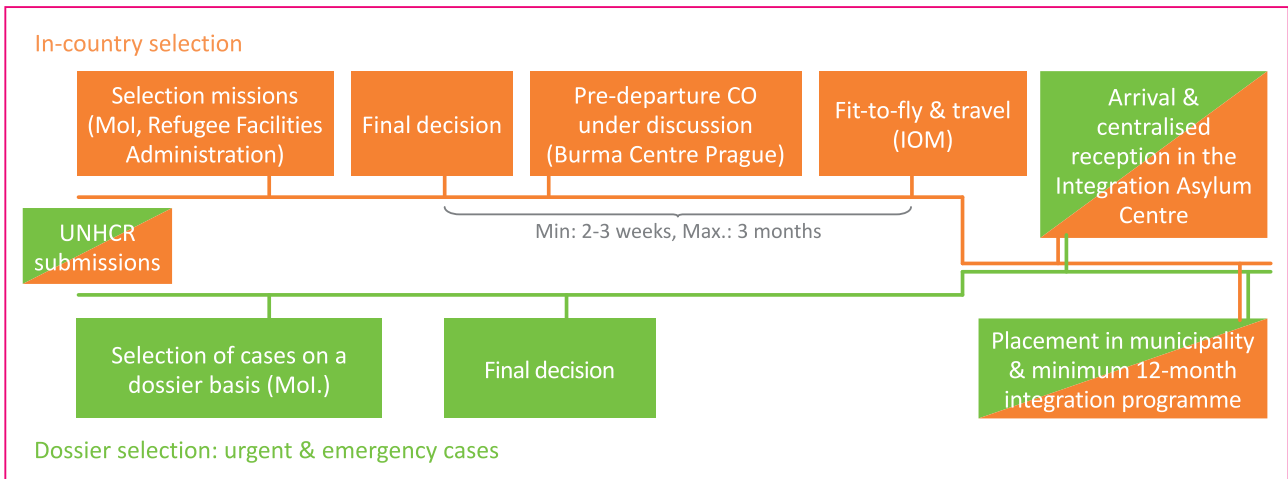 In-country selection
Selection missions
(MoI, Refugee Facilities
Administration)
Final decision
Pre-departure CO
under discussion
(Burma Centre Prague)
Fit-to-fly & travel
(IOM)
Arrival &
centralised
reception in the
Integration Asylum
Centre
Min: 2-3 weeks, Max.: 3 months
UNHCR
submissions
Selection of cases on a
dossier basis (MoI.)
Final decision
Placement in municipality
& minimum 12-month
integration programme
Dossier selection: urgent & emergency cases